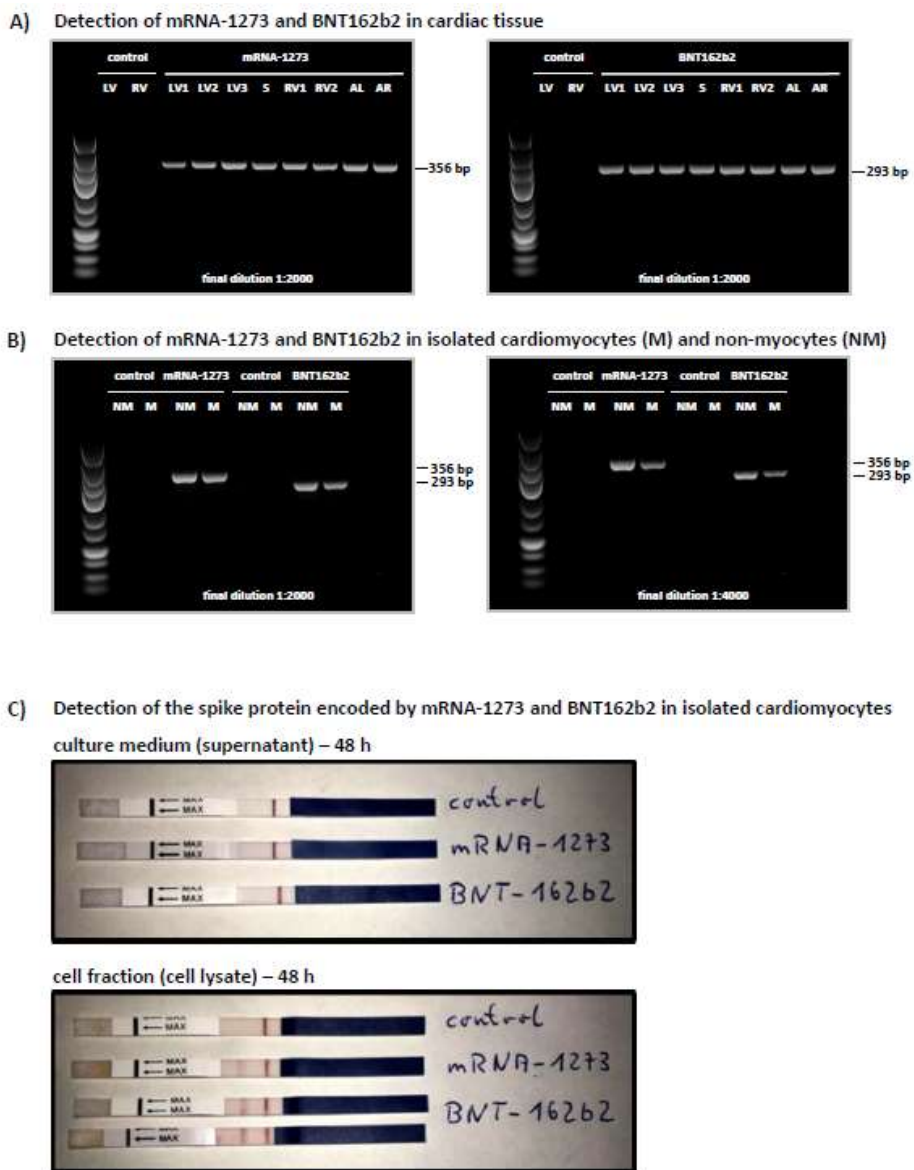 A) Detection of mRNA-1273 and BNT162b2 in cardiac tissue
control mRNA-1273
LV RV LV1 LV2 LV3 S RV1 RV2 AL AR
356 bp
final dilution 1:2000
control BNT162b2
LV RV LV1 LV2 LV3 S RV1 RV2 AL AR
293 bp
final dilution 1:2000
B) Detection of mRNA-1273 and BNT162b2 in isolated cardiomyocytes (M) and non-myocytes (NM)
control mRNA-1273 control BNT162b2
NM M NM M NM M NM M
356 bp
293 bp
final dilution 1:2000
control mRNA-1273 control BNT162b2
NM M NM M NM M NM M
356 bp
293 bp
final dilution 1:4000
C) Detection of the spike protein encoded by mRNA-1273 and BNT162b2 in isolated cardiomyocytes
culture medium (supernatant) – 48 h
MAX
MAX
control
MAX
MAX
mRNA-1273
MAX
MAX
BNT-162b2
cell fraction (cell lysate) – 48 h
MAX
MAX
control
MAX
MAX
mRNA-1273
MAX
MAX
BNT-162b2
MAX
MAX